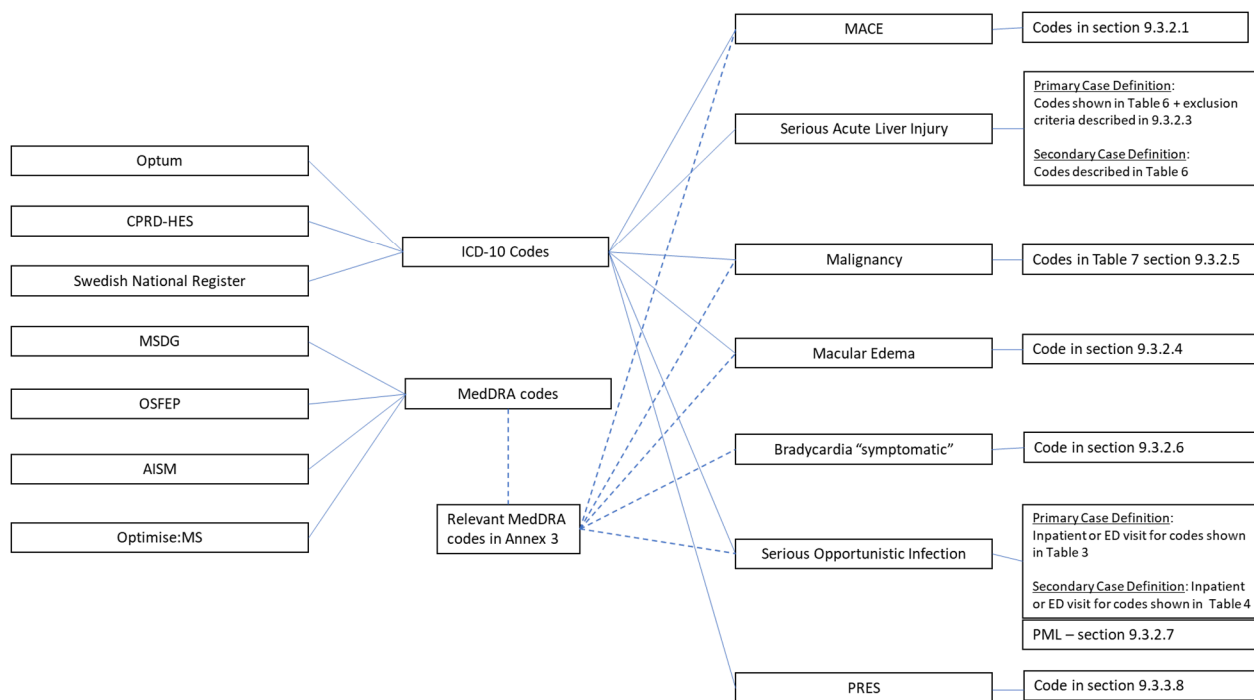 MACE
Codes in section 9.3.2.1
Serious Acute Liver Injury
Primary Case Definition:
Codes shown in Table 6 + exclusion
criteria described in 9.3.2.3
Secondary Case Definition:
Codes described in Table 6
Optum
CPRD-HES
Swedish National Register
ICD-10 Codes
Malignancy
Codes in Table 7 section 9.3.2.5
MSDG
OSFEP
AISM
Optimise:MS
MedDRA codes
Relevant MedDRA
codes in Annex 3
Macular Edema
Code in section 9.3.2.4
Bradycardia “symptomatic”
Code in section 9.3.2.6
Serious Opportunistic Infection
Primary Case Definition:
Inpatient or ED visit for codes shown
in Table 3
Secondary Case Definition: Inpatient
or ED visit for codes shown in Table 4
PML – section 9.3.2.7
PRES
Code in section 9.3.3.8